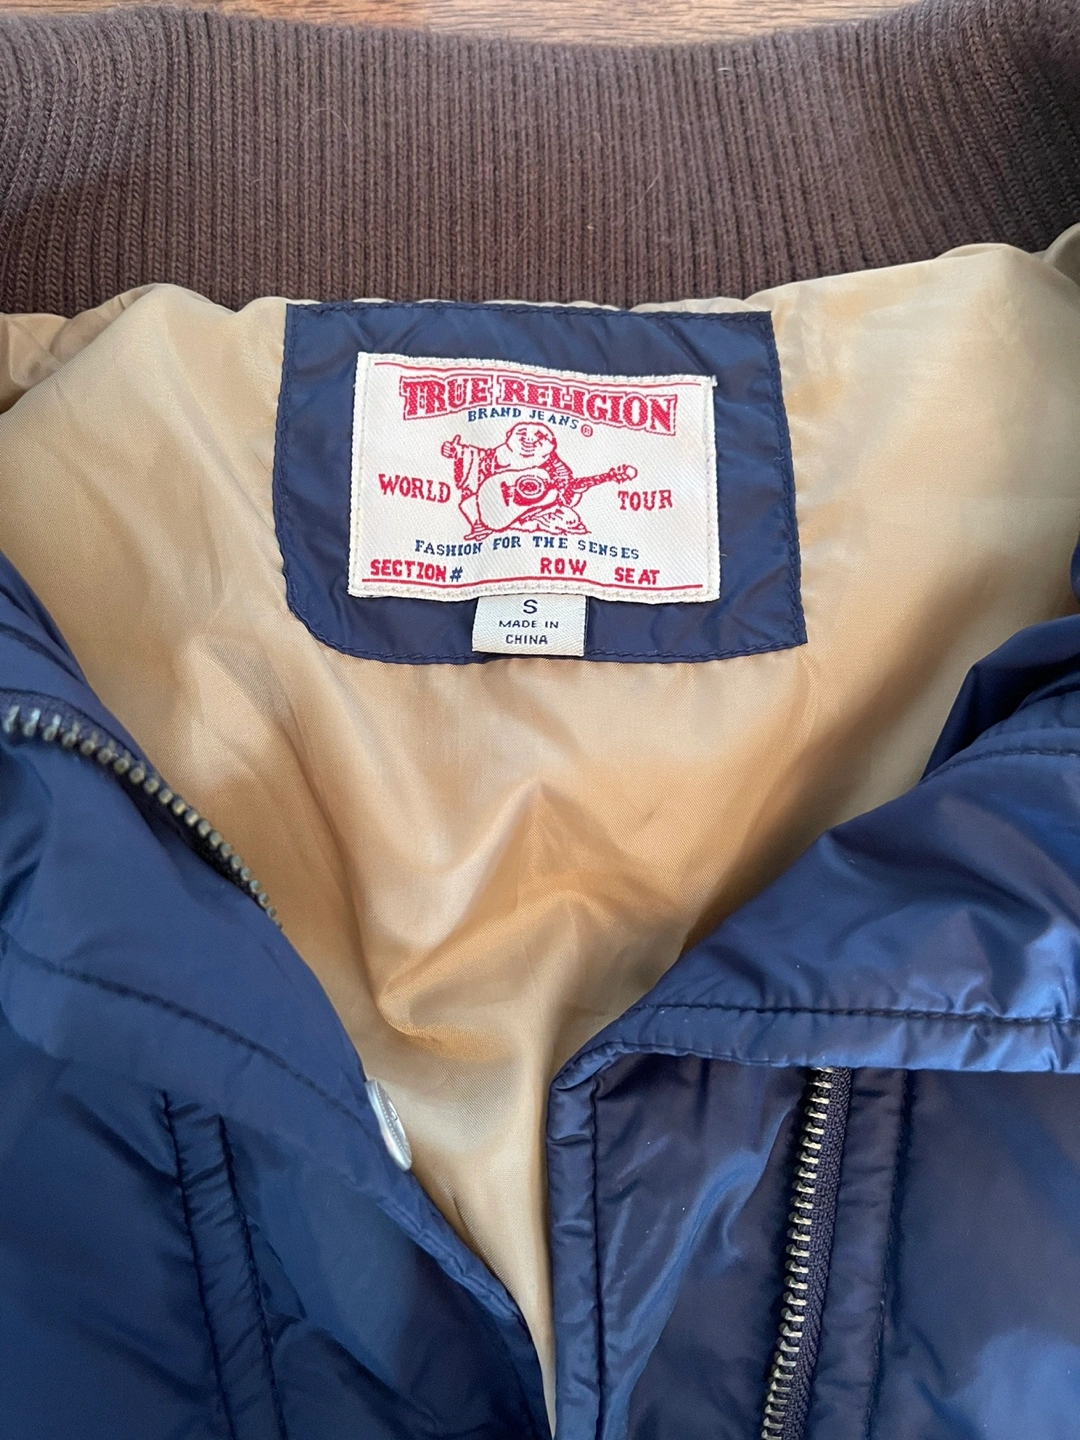 TRUE RELIGION
BRAND JEANS®
WORLD TOUR
FASHION FOR THE SENSES
SECTION# ROW SEAT
S
MADE IN
CHINA